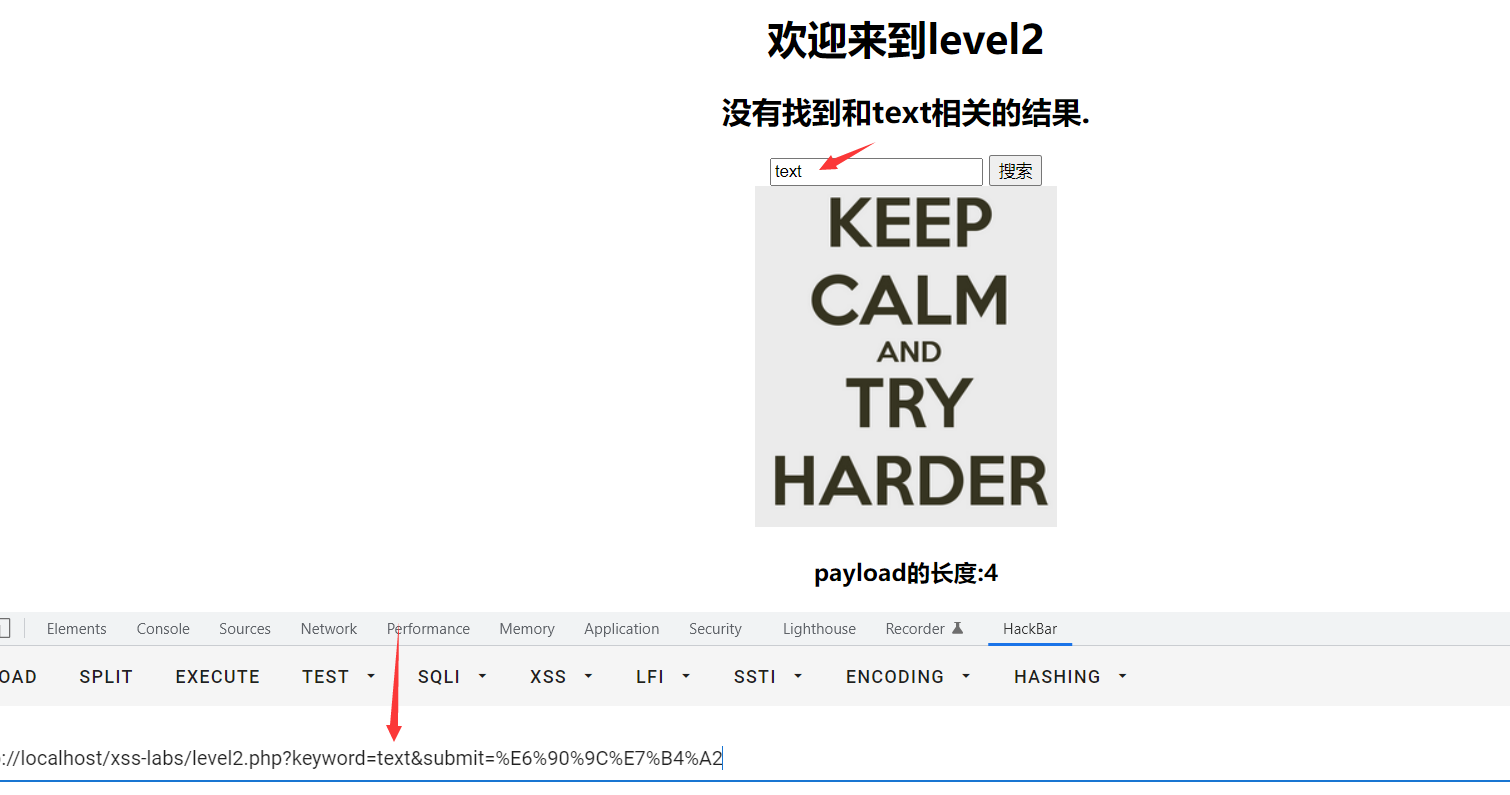 欢迎来到level2
没有找到和text相关的结果.
text 搜索
KEEP
CALM
AND
TRY
HARDER
payload的长度:4
Elements Console Sources Network Performance Memory Application Security Lighthouse Recorder HackBar
OAD SPLIT EXECUTE TEST SQLI XSS LFI SSTI ENCODING HASHING
://localhost/xss-labs/level2.php?keyword=text&submit=%E6%90%9C%E7%B4%A2